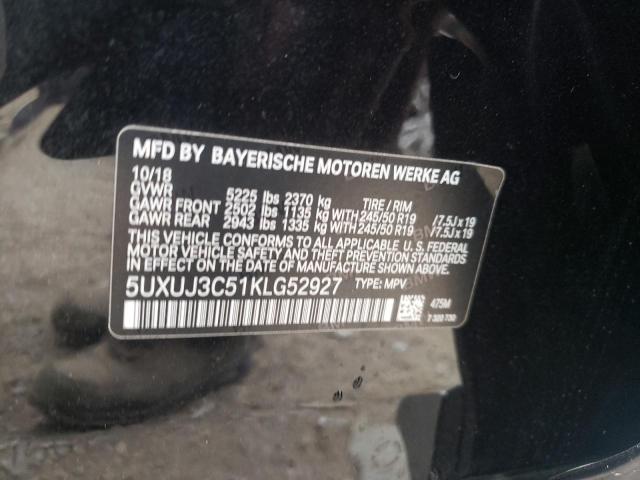 MFD BY BAYERISCHE MOTOREN WERKE AG
10/18
GVWR 5225 lbs 2370 kg TIRE / RIM
GAWR FRONT 2502 lbs 1135 kg WITH 245/50 R19 /7.5J x 19
GAWR REAR 2943 lbs 1335 kg WITH 245/50 R19 /7.5J x 19
THIS VEHICLE CONFORMS TO ALL APPLICABLE U. S. FEDERAL
MOTOR VEHICLE SAFETY AND THEFT PREVENTION STANDARDS
IN EFFECT ON THE DATE OF MANUFACTURE SHOWN ABOVE.
5UXUJ3C51KLG52927 TYPE: MPV
475M
7 320 730